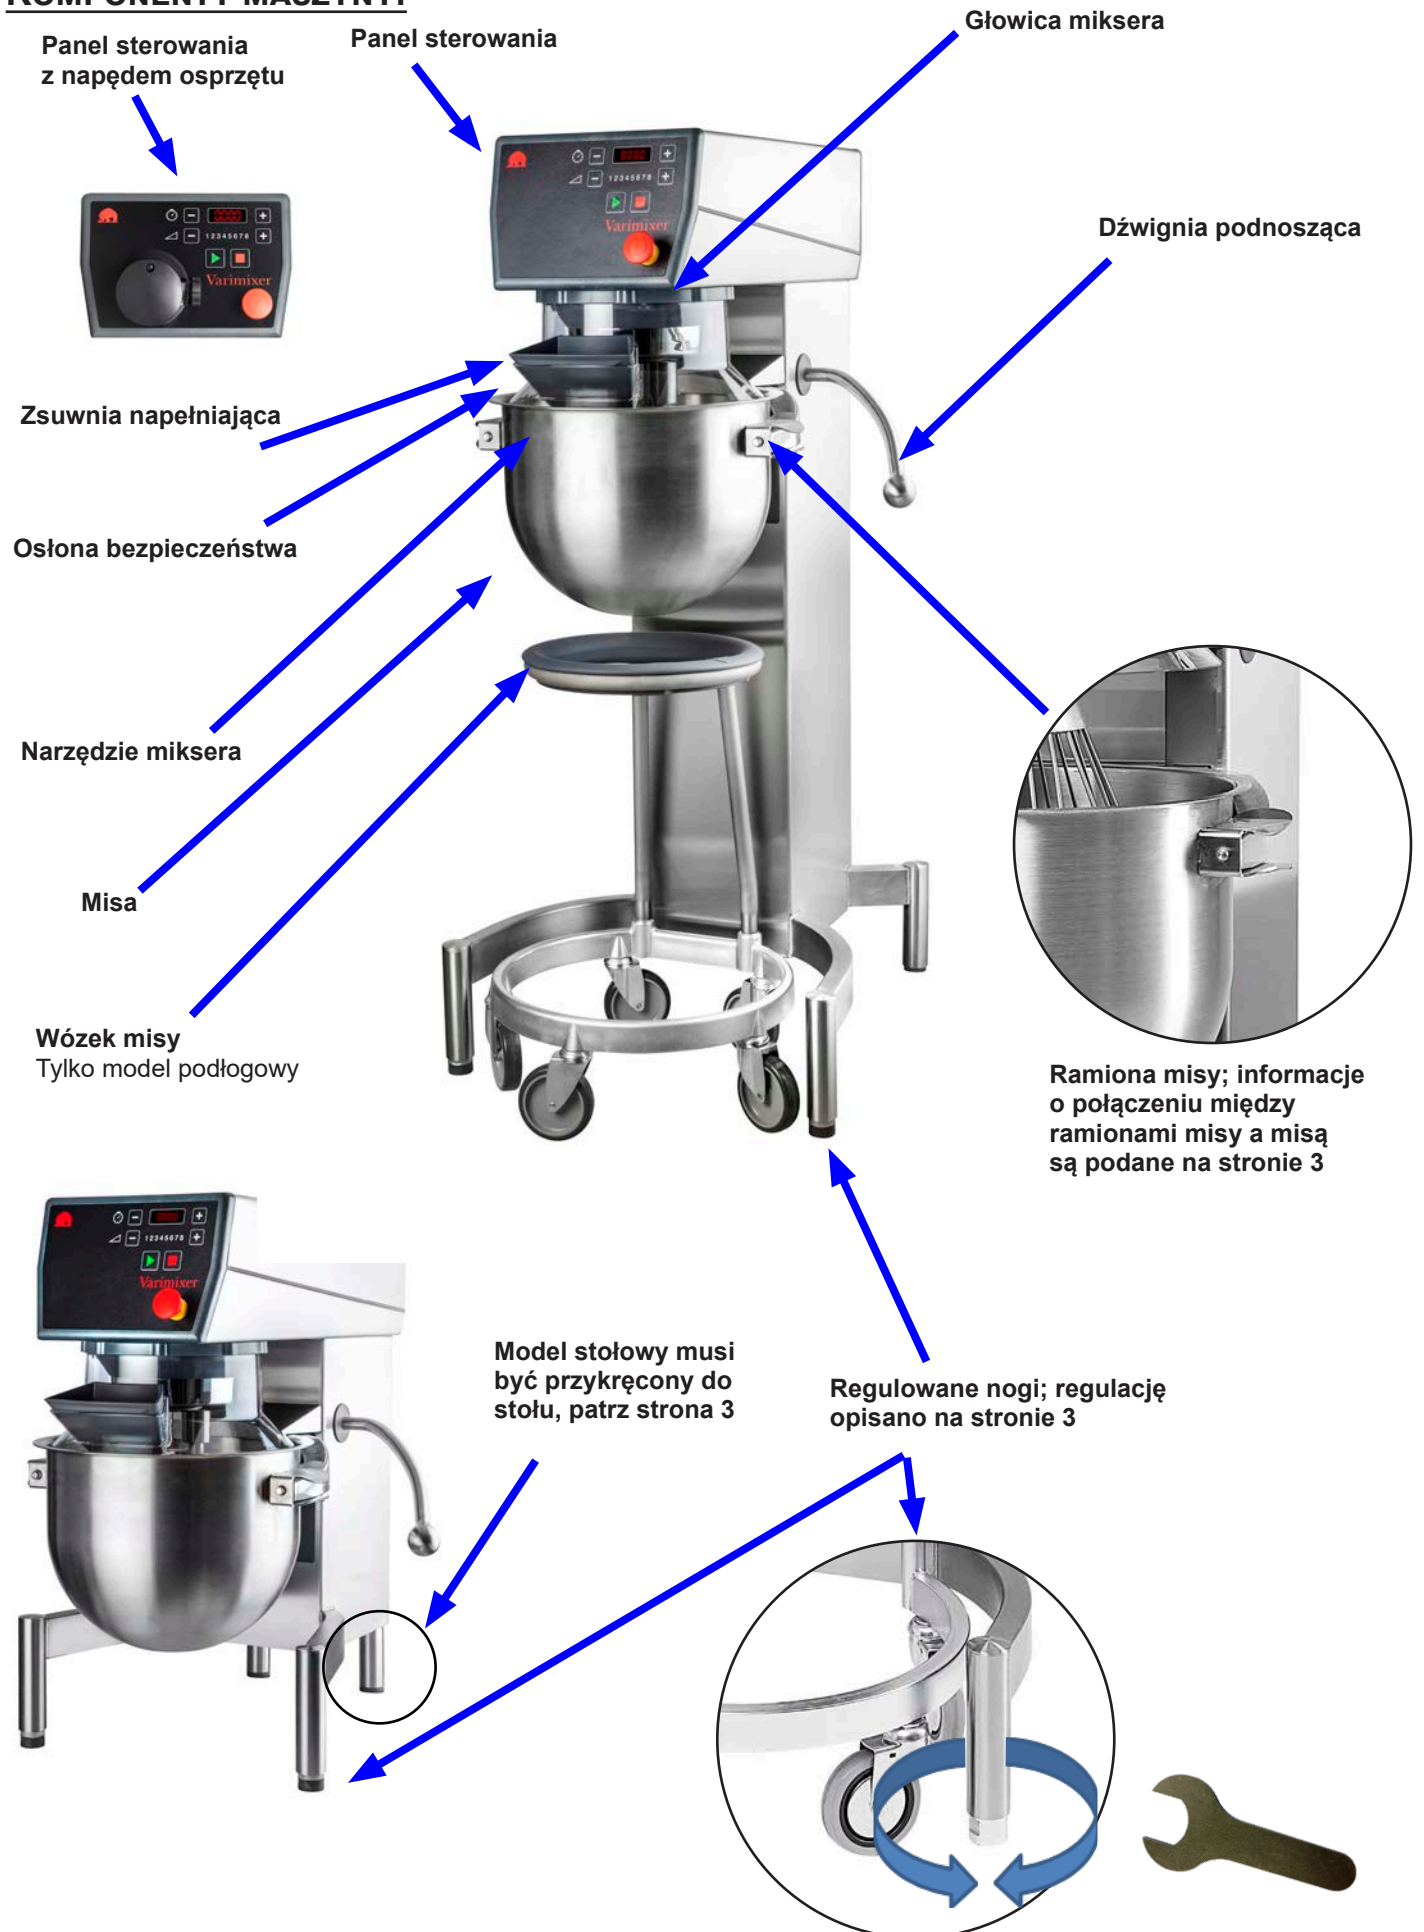 KOMPONENTY MASZYNY:
Panel sterowania
z napędem osprzętu
Panel sterowania
Głowica miksera
12345678
Varimixer
12345678
Varimixer
Dźwignia podnosząca
Zsuwnia napełniająca
Osłona bezpieczeństwa
Narzędzie miksera
Misa
Wózek misy
Tylko model podłogowy
Ramiona misy; informacje
o połączeniu między
ramionami misy a misą
są podane na stronie 3
12345678
Varimixer
Model stołowy musi
być przykręcony do
stołu, patrz strona 3
Regulowane nogi; regulację
opisano na stronie 3